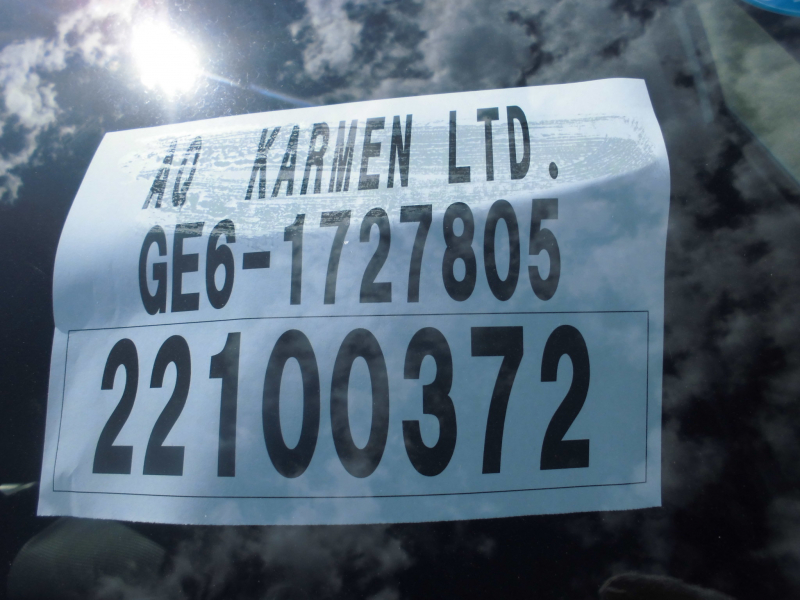 AO KARMEN LTD.
GE6-1727805
22100372